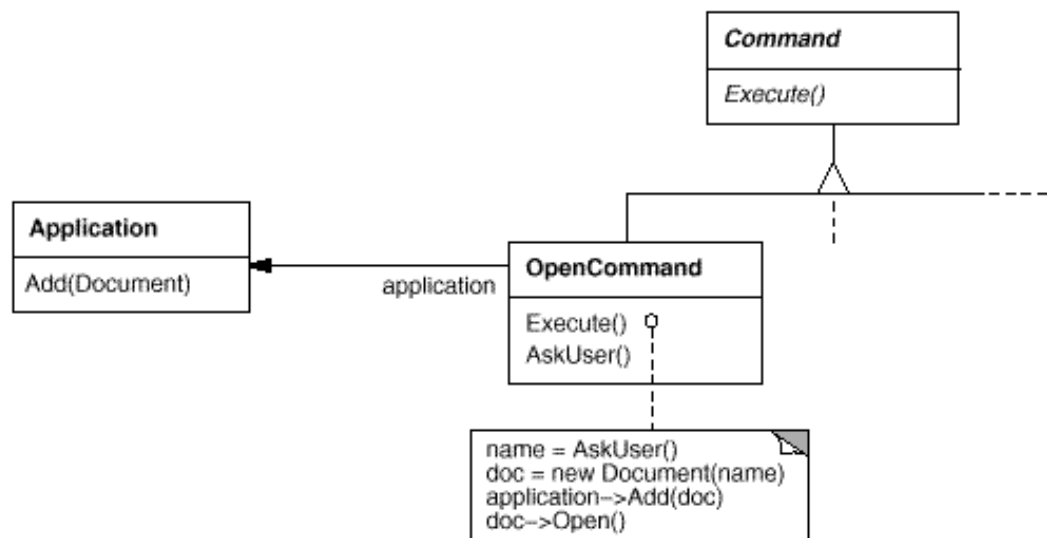 Command
Execute()
Application
Add(Document)
application
OpenCommand
Execute()
AskUser()
name = AskUser()
doc = new Document(name)
application->Add(doc)
doc->Open()